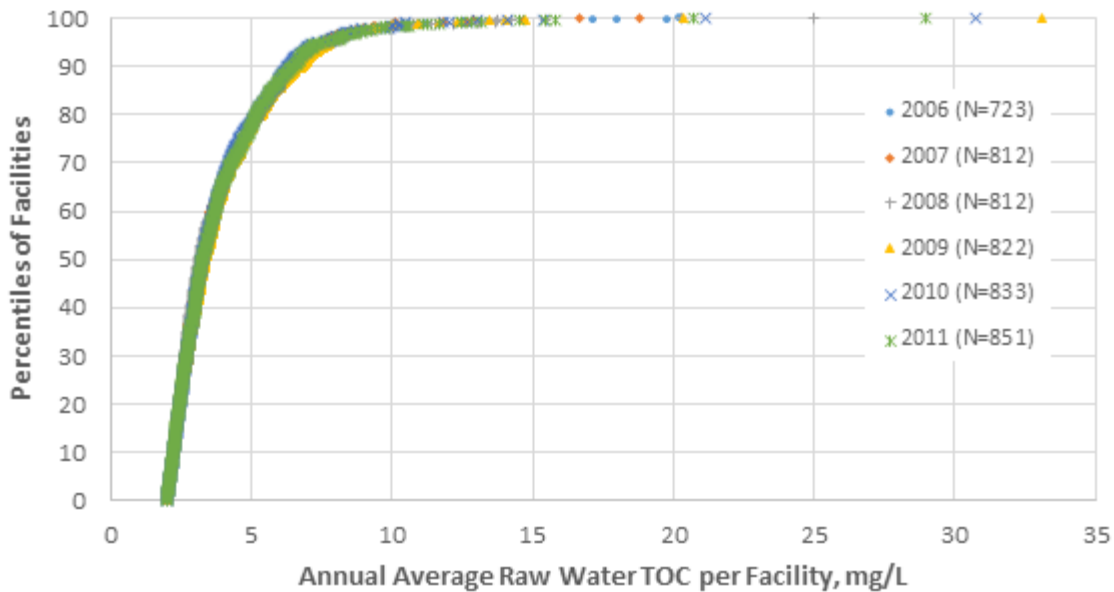 100
90
80
70
60
50
40
30
20
10
0
Percentiles of Facilities
2006 (N=723)
2007 (N=812)
2008 (N=812)
2009 (N=822)
2010 (N=833)
2011 (N=851)
0 5 10 15 20 25 30 35
Annual Average Raw Water TOC per Facility, mg/L